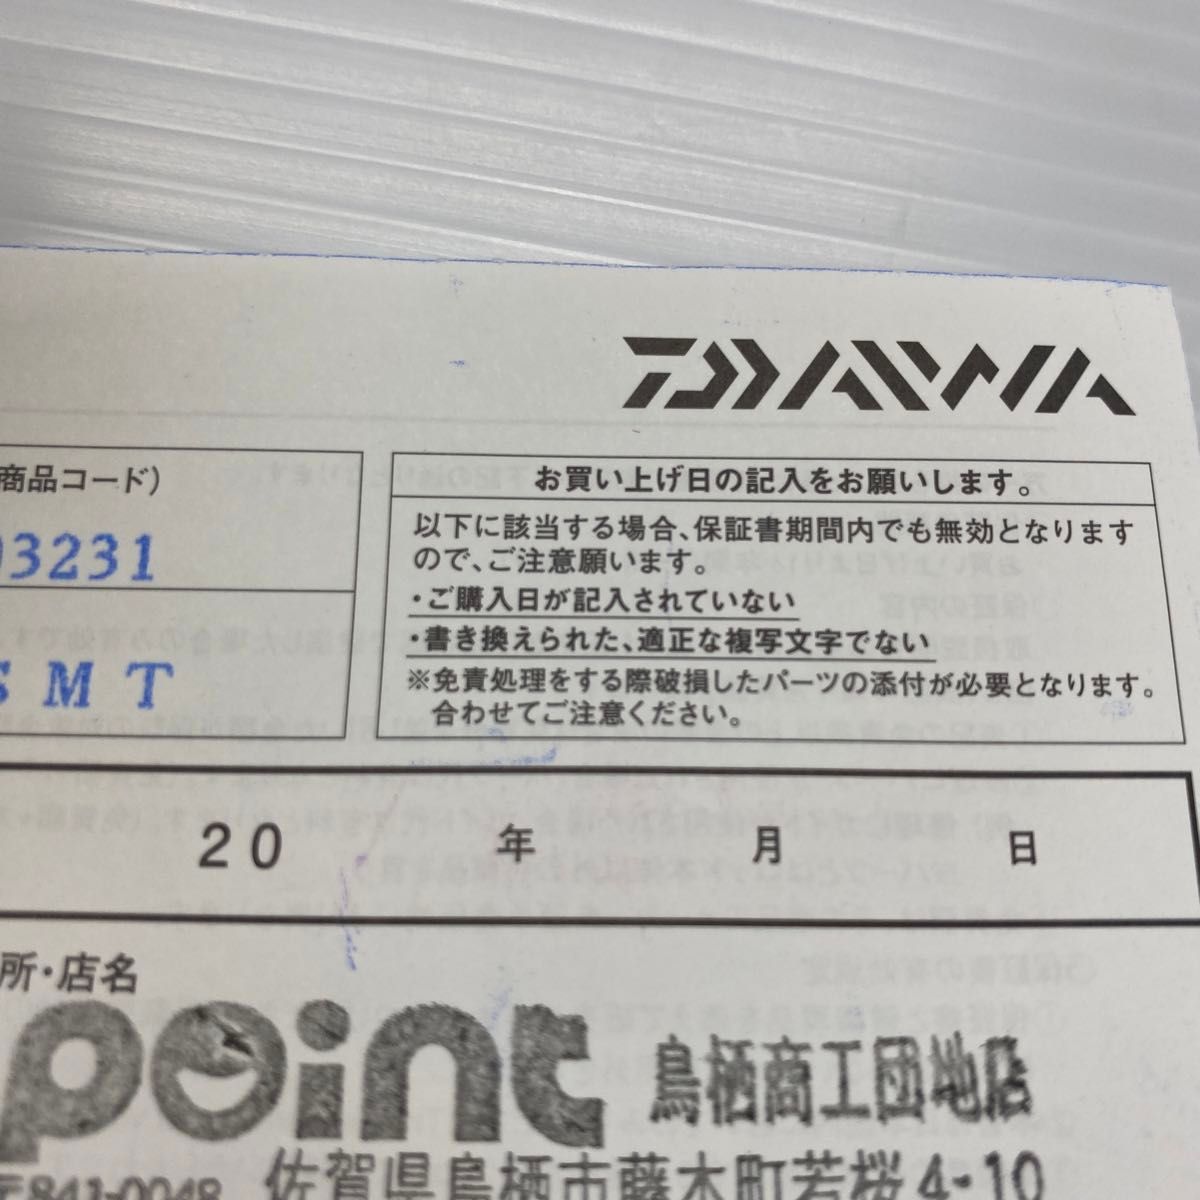 DAIWA
商品コード)
03231
SMT
お買い上げ日の記入をお願いします。
以下に該当する場合、保証書期間内でも無効となります
ので、ご注意願います。
・ご購入日が記入されていない
・書き換えられた、適正な複写文字でない
※免責処理をする際破損したパーツの添付が必要となります。
合わせてご注意ください。
20 年 月 日
所・店名
point 鳥栖商工団地店
〒841-0048 佐賀県鳥栖市藤木町若桜4-10